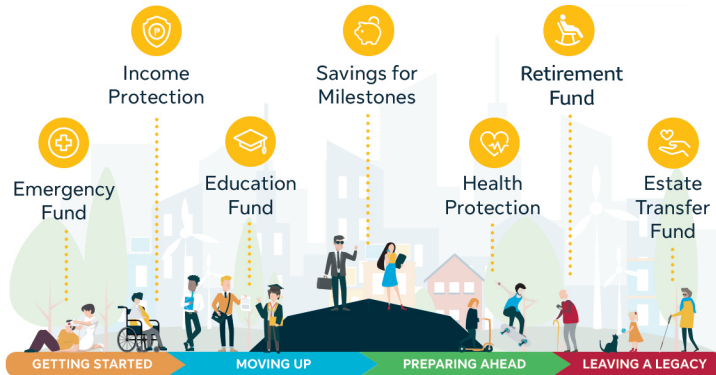 Income
Protection
Savings for
Milestones
Retirement
Fund
Emergency
Fund
Education
Fund
Health
Protection
Estate
Transfer
Fund
GETTING STARTED
MOVING UP
PREPARING AHEAD
LEAVING A LEGACY